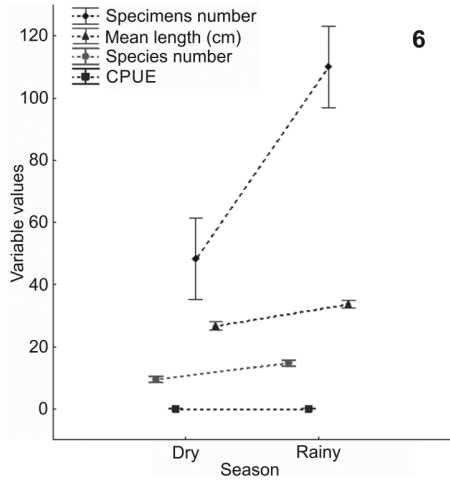 Specimens number
Mean length (cm)
Species number
CPUE
6
120
100
80
60
40
20
0
Variable values
Dry
Rainy
Season